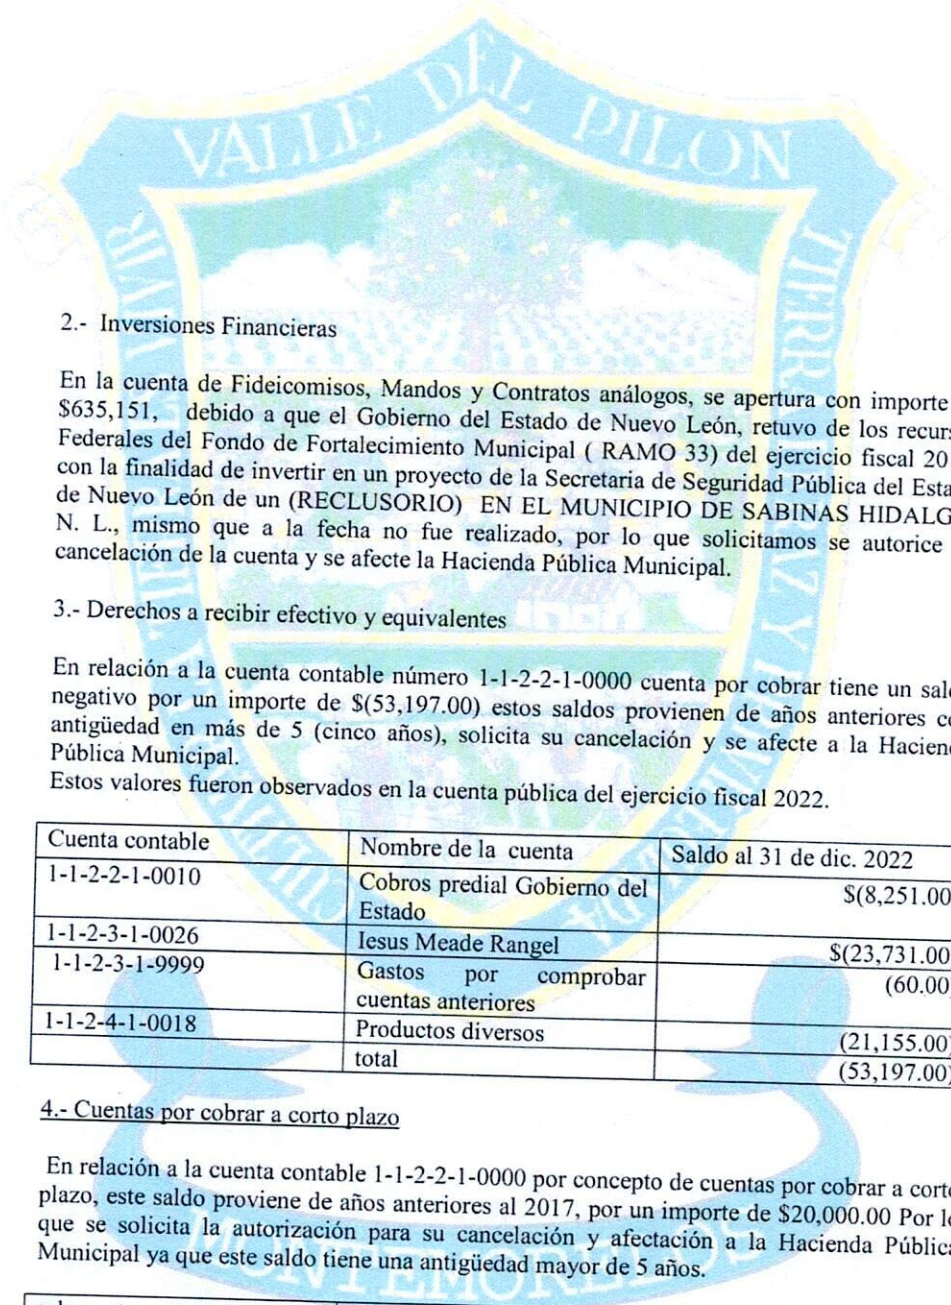 VALLE DEL PILON
2.- Inversiones Financieras
En la cuenta de Fideicomisos, Mandos y Contratos análogos, se apertura con importe
$635,151, debido a que el Gobierno del Estado de Nuevo León, retuvo de los
Federales del Fondo de Fortalecimiento Municipal ( RAMO 33) del ejercicio fiscal
con la finalidad de invertir en un proyecto de la Secretaria de Seguridad Pública del
de Nuevo León de un (RECLUSORIO) EN EL MUNICIPIO DE SABINAS
N. L., mismo que a la fecha no fue realizado, por lo que solicitamos se autorice
cancelación de la cuenta y se afecte la Hacienda Pública Municipal.
3.- Derechos a recibir efectivo y equivalentes
En relación a la cuenta contable número 1-1-2-2-1-0000 cuenta por cobrar tiene un
negativo por un importe de $(53,197.00) estos saldos provienen de años anteriores
antigüedad en más de 5 (cinco años), solicita su cancelación y se afecte a la
Pública Municipal.
Estos valores fueron observados en la cuenta pública del ejercicio fiscal 2022.
Cuenta contable Nombre de la cuenta Saldo al 31 de dic. 2022
1-1-2-2-1-0010 Cobros predial Gobierno del $(8,251.00
Estado
1-1-2-3-1-0026 Iesus Meade Rangel $(23,731.00
1-1-2-3-1-9999 Gastos por comprobar (60.00
cuentas anteriores
1-1-2-4-1-0018 Productos diversos (21,155.00)
total (53,197.00)
4.- Cuentas por cobrar a corto plazo
En relación a la cuenta contable 1-1-2-2-1-0000 por concepto de cuentas por cobrar a corto
plazo, este saldo proviene de años anteriores al 2017, por un importe de $20,000.00 Por lo
que se solicita la autorización para su cancelación y afectación a la Hacienda Pública
Municipal ya que este saldo tiene una antigüedad mayor de 5 años.
MONTEMORELOS